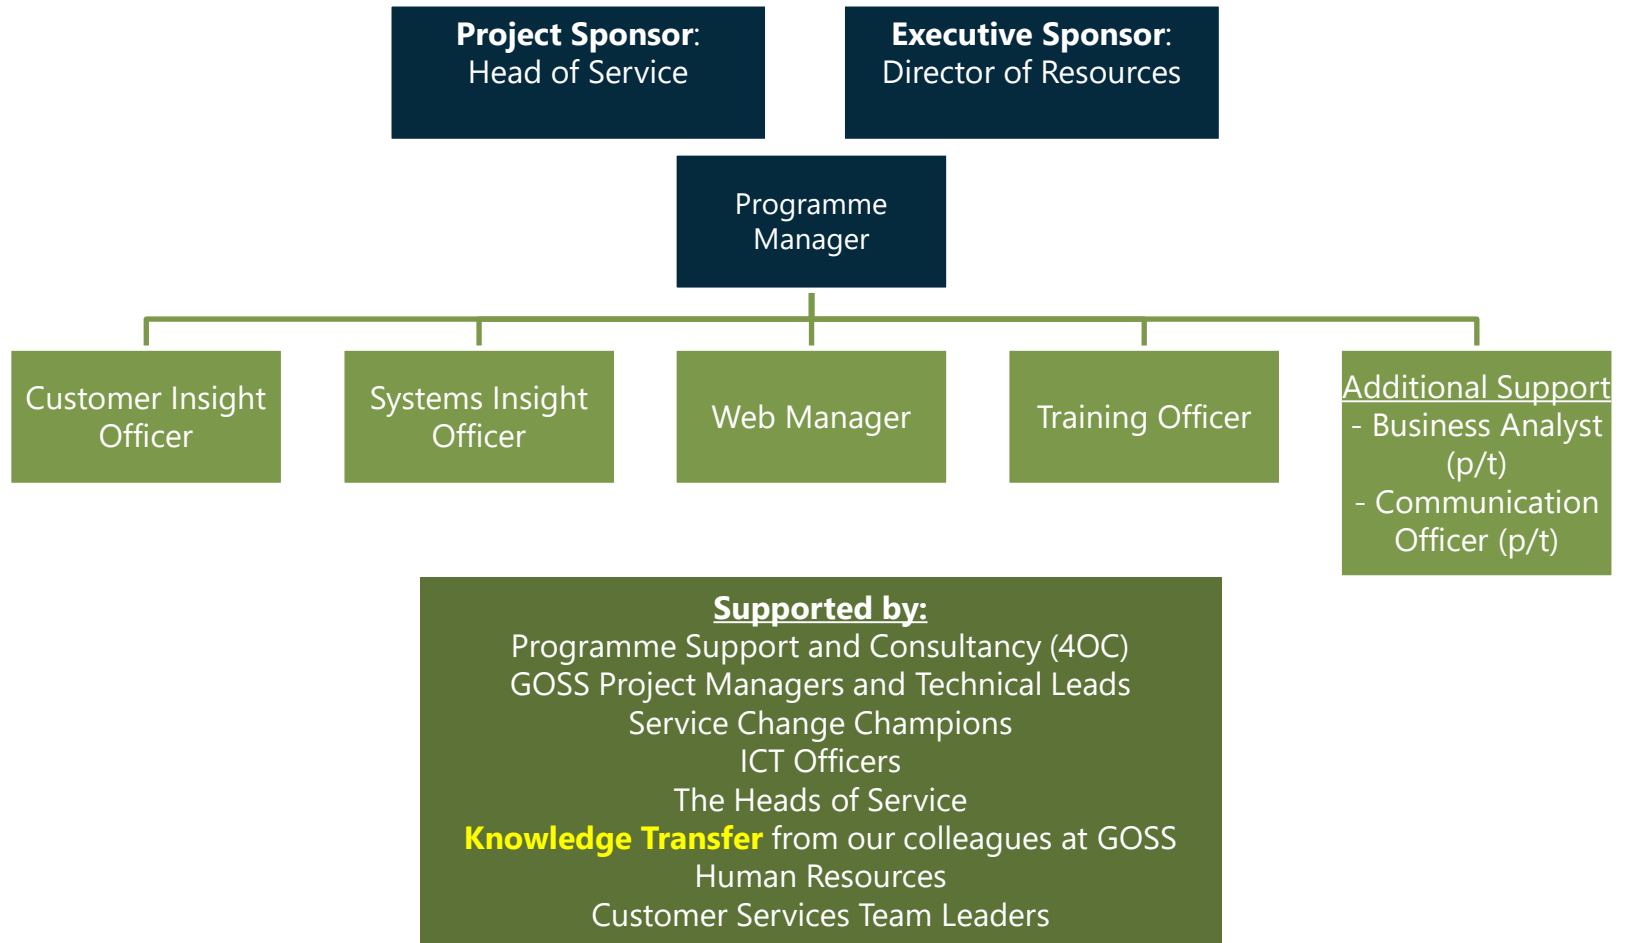 Project Sponsor:
Head of Service
Executive Sponsor:
Director of Resources
Programme
Manager
Customer Insight
Officer
Systems Insight
Officer
Web Manager
Training Officer
Additional Support
- Business Analyst
(p/t)
- Communication
Officer (p/t)
Supported by:
Programme Support and Consultancy (4OC)
GOSS Project Managers and Technical Leads
Service Change Champions
ICT Officers
The Heads of Service
Knowledge Transfer from our colleagues at GOSS
Human Resources
Customer Services Team Leaders